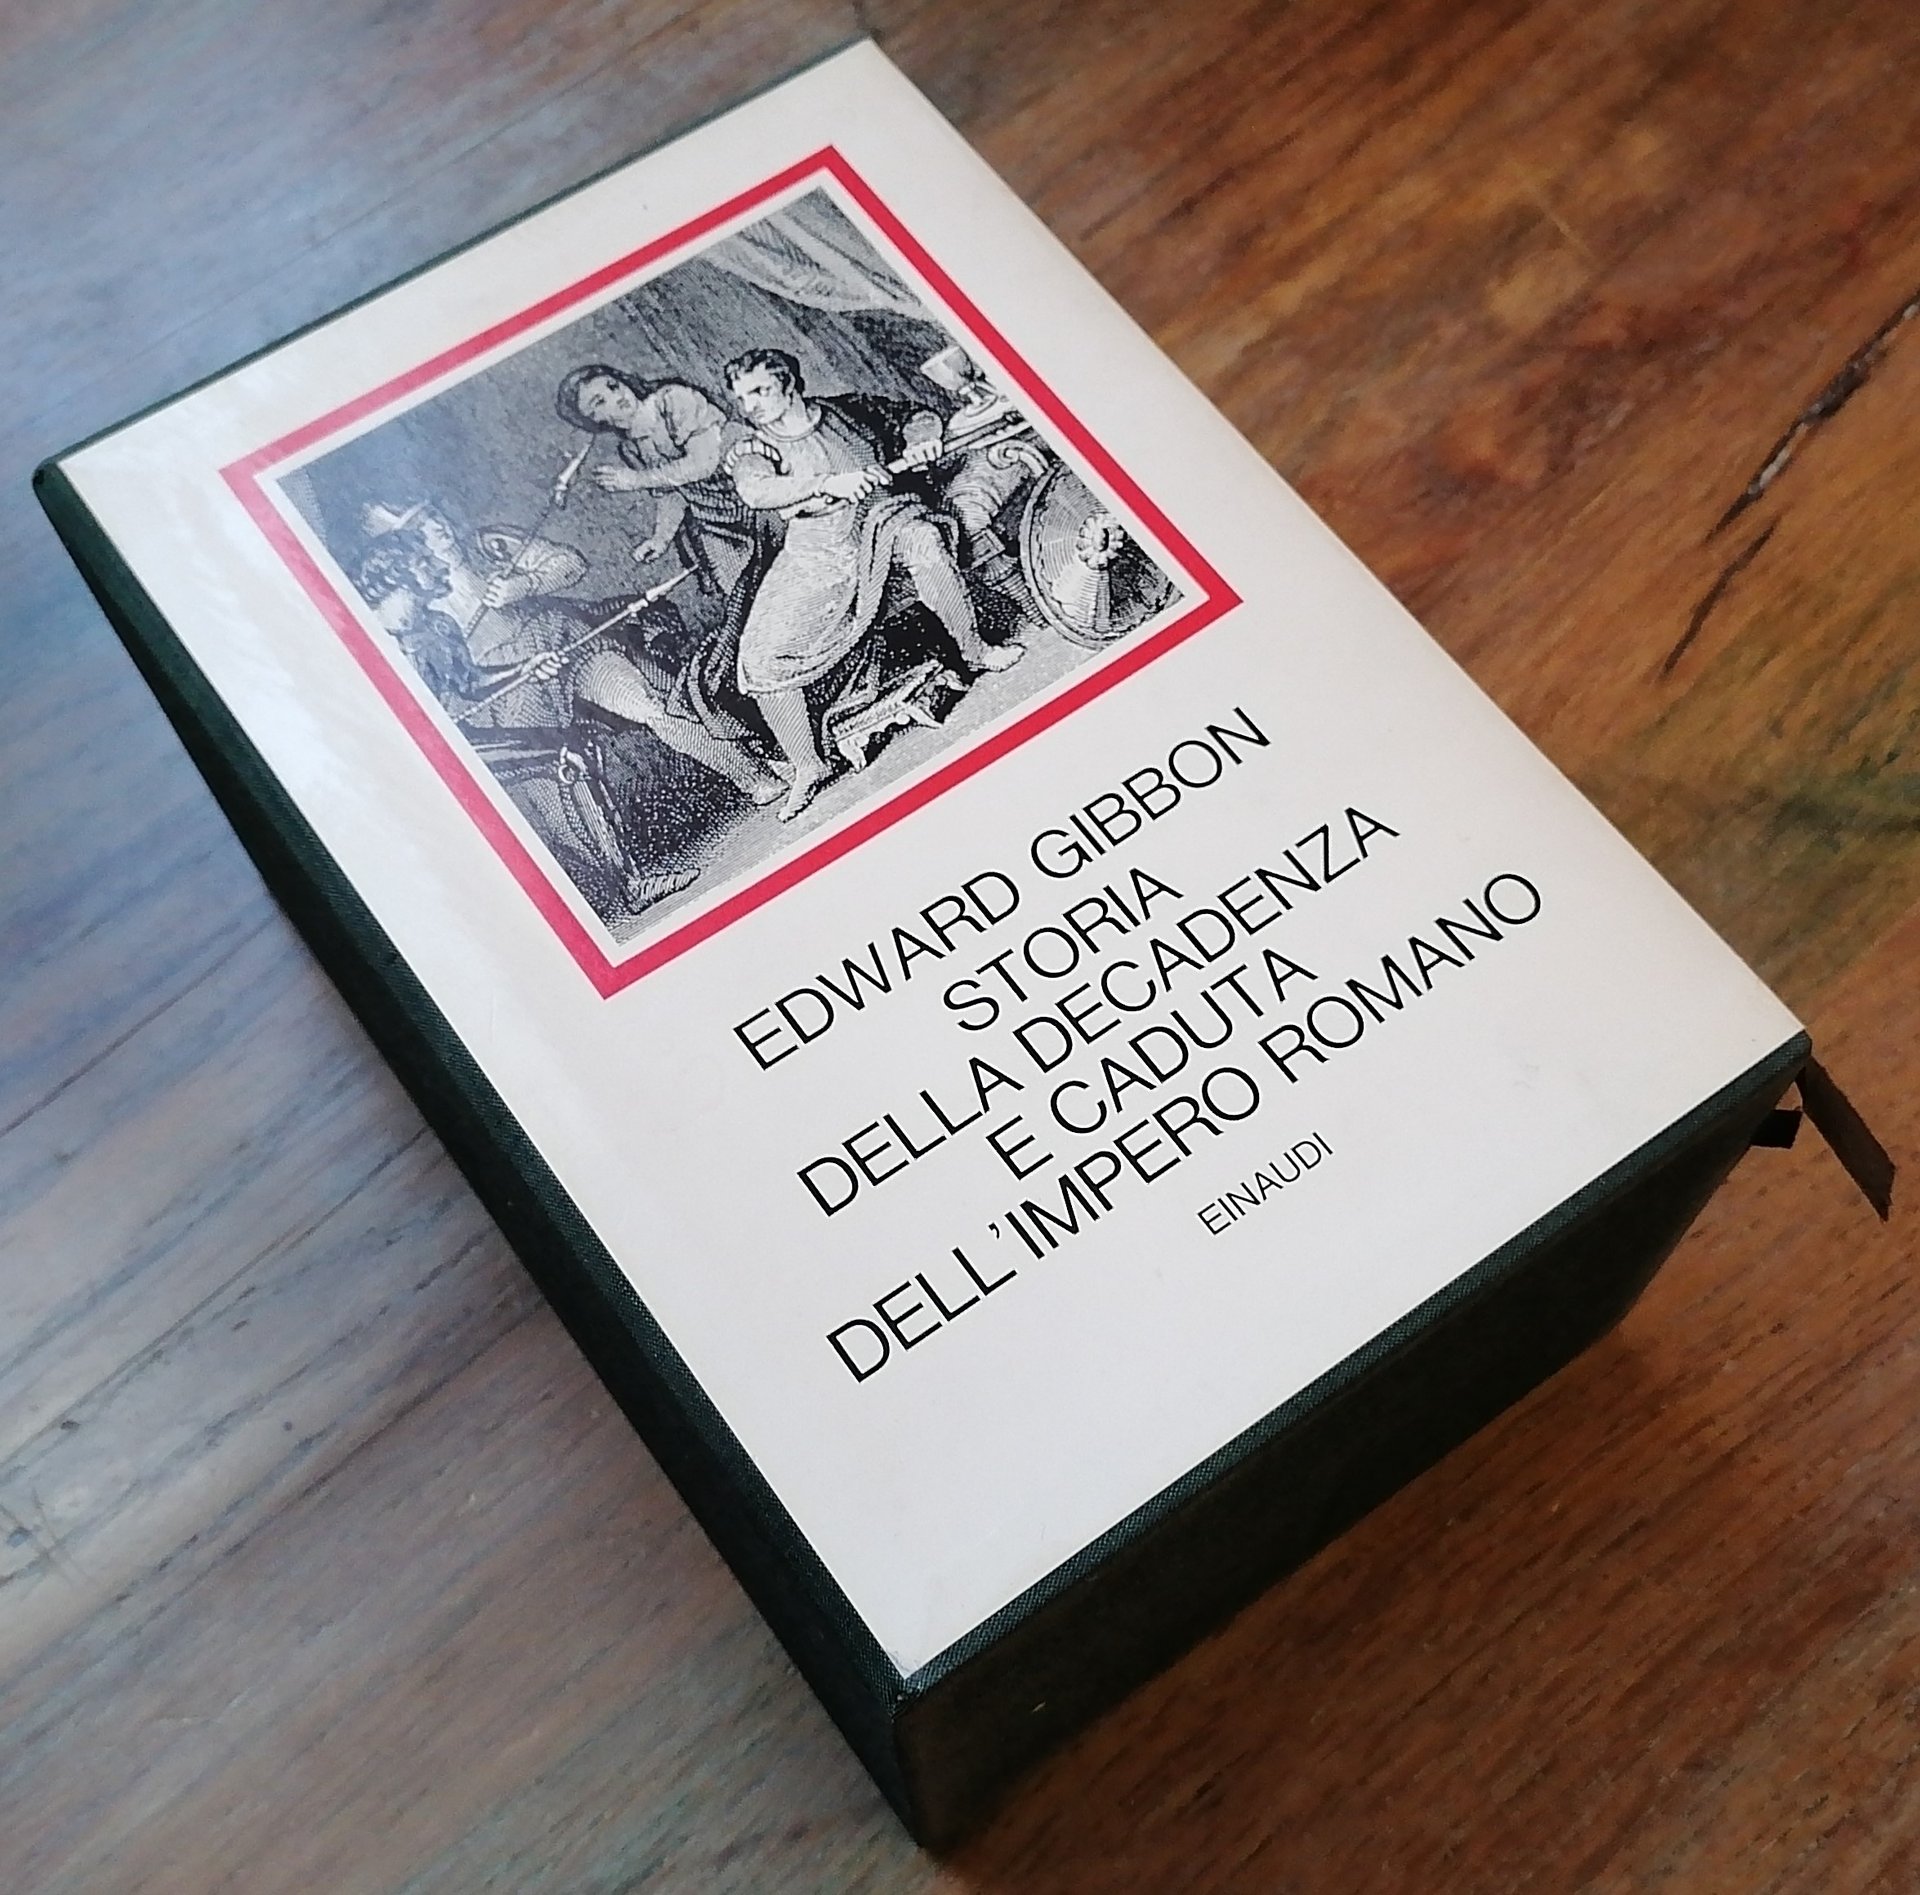 EDWARD GIBBON
STORIA
DELLA DECADENZA
E CADUTA
DELL'IMPERO ROMANO
EINAUDI